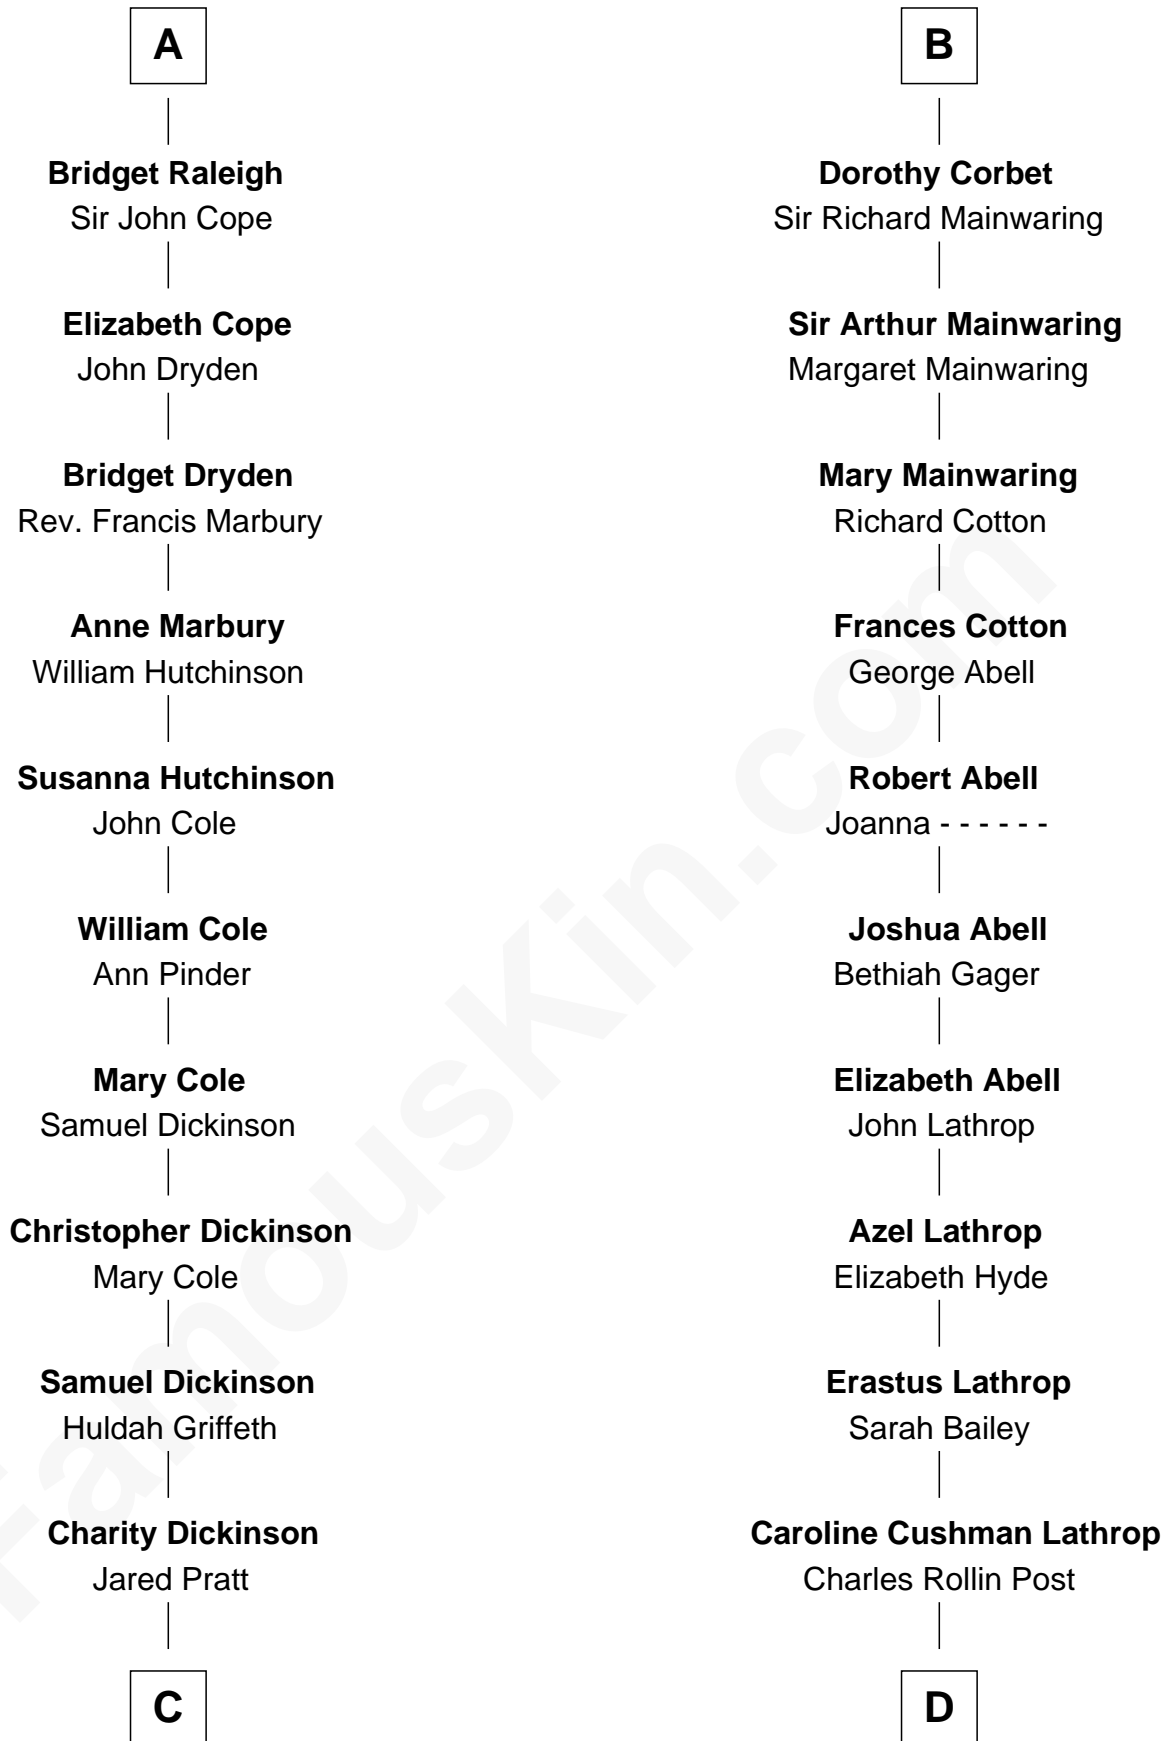 A
Bridget Raleigh
Sir John Cope
Elizabeth Cope
John Dryden
Bridget Dryden
Rev. Francis Marbury
Anne Marbury
William Hutchinson
Susanna Hutchinson
John Cole
William Cole
Ann Pinder
Mary Cole
Samuel Dickinson
Christopher Dickinson
Mary Cole
Samuel Dickinson
Huldah Griffeth
Charity Dickinson
Jared Pratt
C
B
Dorothy Corbet
Sir Richard Mainwaring
Sir Arthur Mainwaring
Margaret Mainwaring
Mary Mainwaring
Richard Cotton
Frances Cotton
George Abell
Robert Abell
Joanna - - - - - -
Joshua Abell
Bethiah Gager
Elizabeth Abell
John Lathrop
Azel Lathrop
Elizabeth Hyde
Erastus Lathrop
Sarah Bailey
Caroline Cushman Lathrop
Charles Rollin Post
D
FamousKin.com